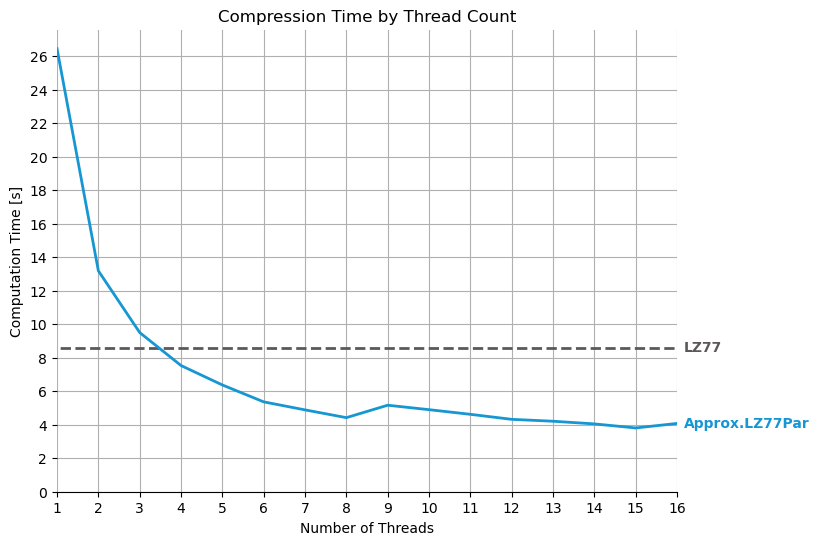 Compression Time by Thread Count
26
24
22
20
18
16
14
12
10
8
6
4
2
0
Computation Time [s]
LZ77
Approx.LZ77Par
1 2 3 4 5 6 7 8 9 10 11 12 13 14 15 16
Number of Threads